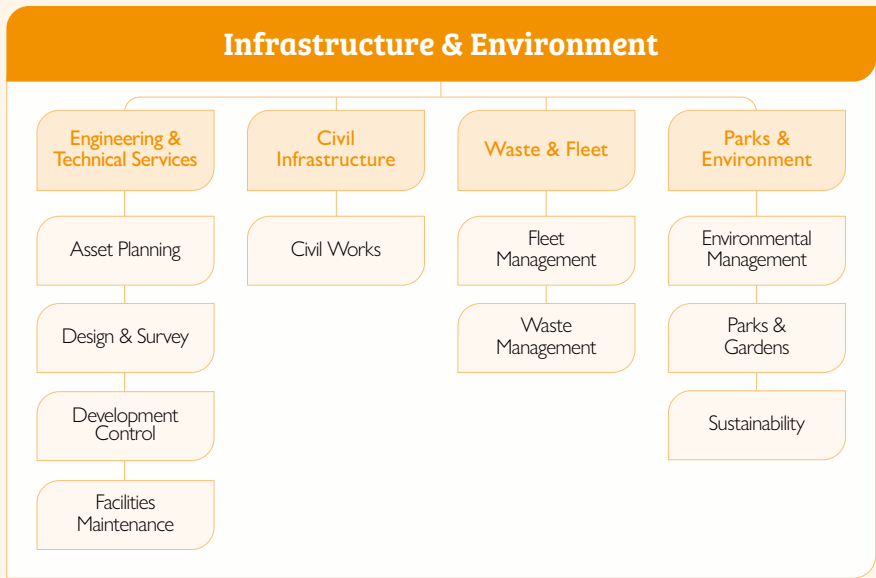 Infrastructure & Environment
Engineering &
Technical Services
Asset Planning
Design & Survey
Development
Control
Facilities
Maintenance
Civil
Infrastructure
Civil Works
Waste & Fleet
Fleet
Management
Waste
Management
Parks &
Environment
Environmental
Management
Parks &
Gardens
Sustainability